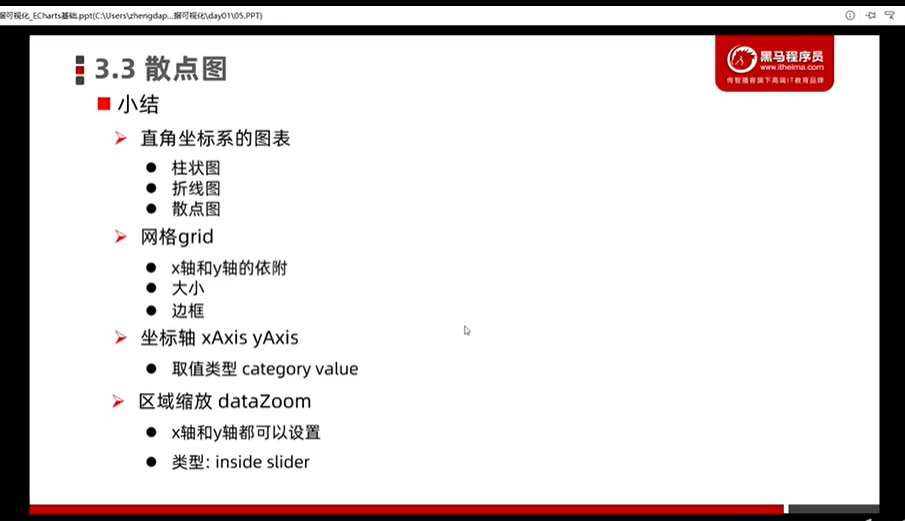 据可视化_ECharts基础.ppt(C:\Users\zhengdap...据可视化\day01\05.PPT)
3.3 散点图
黑马程序员
www.itheima.com
传智播客旗下高端IT教育品牌
小结
直角坐标系的图表
柱状图
折线图
散点图
网格grid
x轴和y轴的依附
大小
边框
坐标轴 xAxis yAxis
取值类型 category value
区域缩放 dataZoom
x轴和y轴都可以设置
类型: inside slider